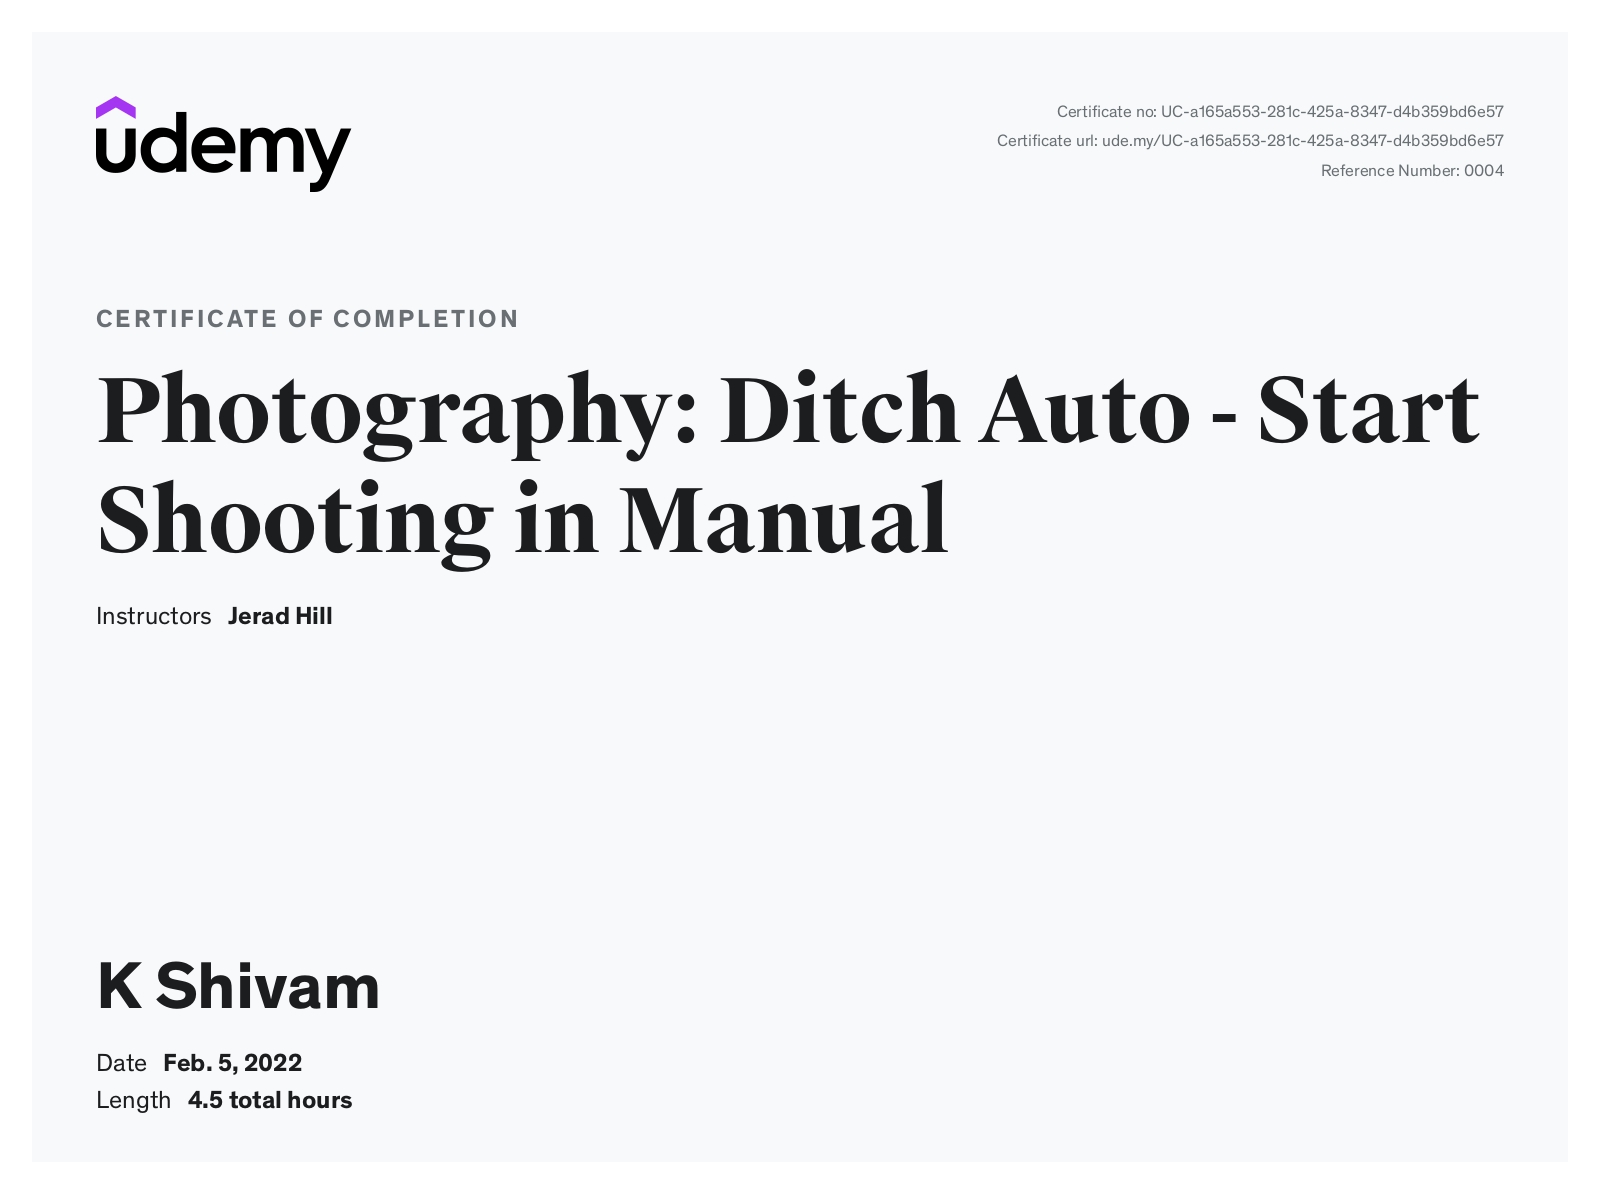 udemy
Certificate no: UC-a165a553-281c-425a-8347-d4b359bd6e57
Certificate url: ude.my/UC-a165a553-281c-425a-8347-d4b359bd6e57
Reference Number: 0004
CERTIFICATE OF COMPLETION
Photography: Ditch Auto - Start
Shooting in Manual
Instructors Jerad Hill
K Shivam
Date Feb. 5, 2022
Length 4.5 total hours